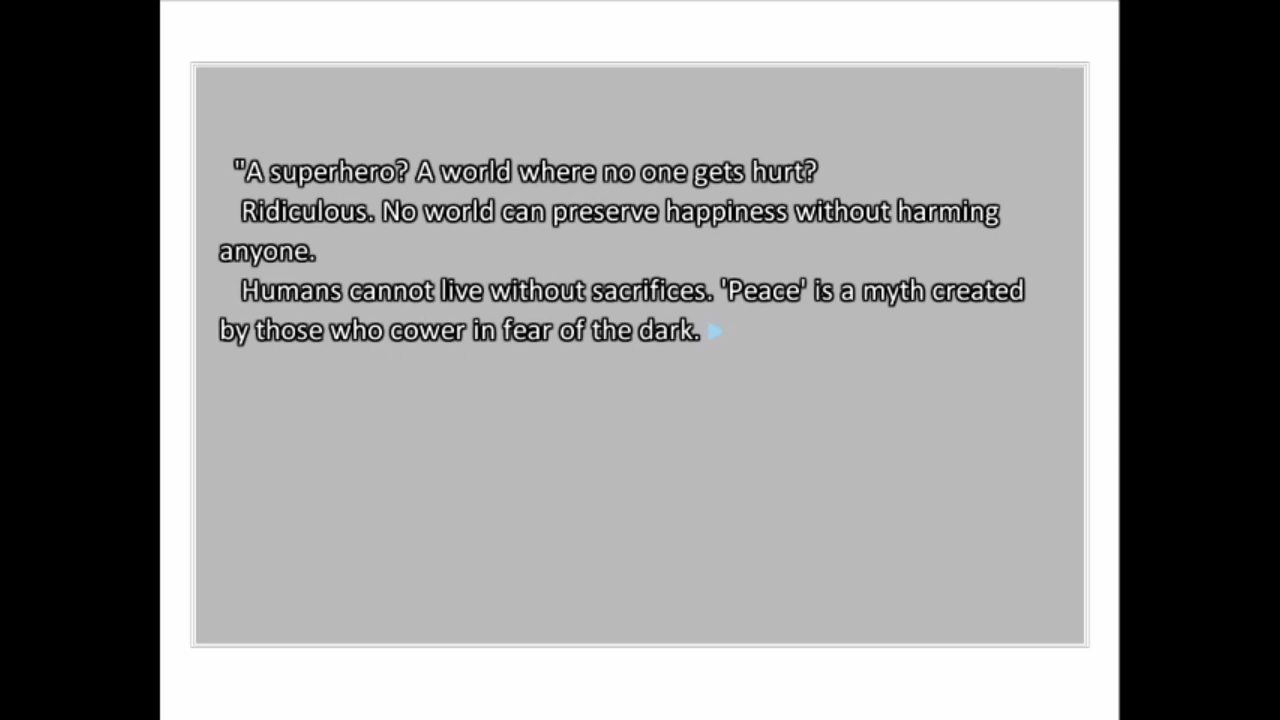 "A superhero? A world where no one gets hurt?
Ridiculous. No world can preserve happiness without harming
anyone.
Humans cannot live without sacrifices. 'Peace' is a myth created
by those who cower in fear of the dark.